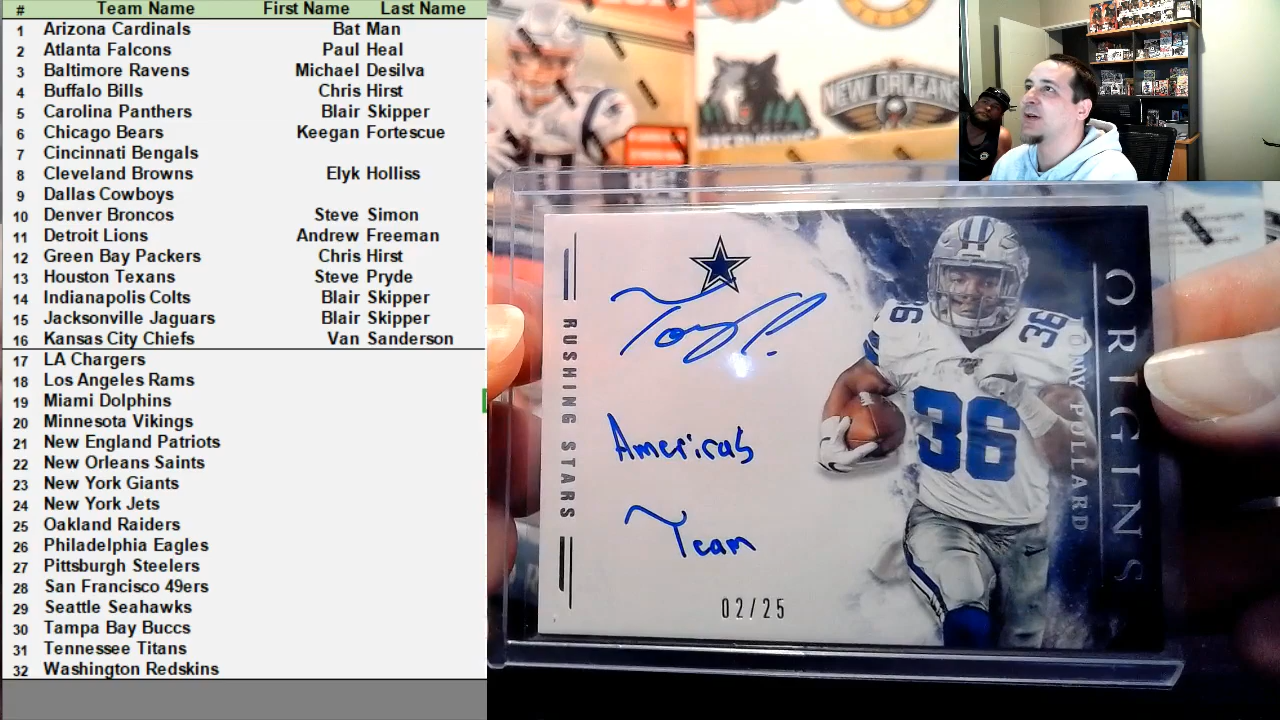 # Team Name First Name Last Name
1 Arizona Cardinals Bat Man
2 Atlanta Falcons Paul Heal
3 Baltimore Ravens Michael Desilva
4 Buffalo Bills Chris Hirst
5 Carolina Panthers Blair Skipper
6 Chicago Bears Keegan Fortescue
7 Cincinnati Bengals
8 Cleveland Browns Elyk Holliss
9 Dallas Cowboys
10 Denver Broncos Steve Simon
11 Detroit Lions Andrew Freeman
12 Green Bay Packers Chris Hirst
13 Houston Texans Steve Pryde
14 Indianapolis Colts Blair Skipper
15 Jacksonville Jaguars Blair Skipper
16 Kansas City Chiefs Van Sanderson
17 LA Chargers
18 Los Angeles Rams
19 Miami Dolphins
20 Minnesota Vikings
21 New England Patriots
22 New Orleans Saints
23 New York Giants
24 New York Jets
25 Oakland Raiders
26 Philadelphia Eagles
27 Pittsburgh Steelers
28 San Francisco 49ers
29 Seattle Seahawks
30 Tampa Bay Buccs
31 Tennessee Titans
32 Washington Redskins
NEW ORLEANS
RUSHING STARS
Americas
Team
02/25
36
36
36
TONY POLLARD
ORIGINS